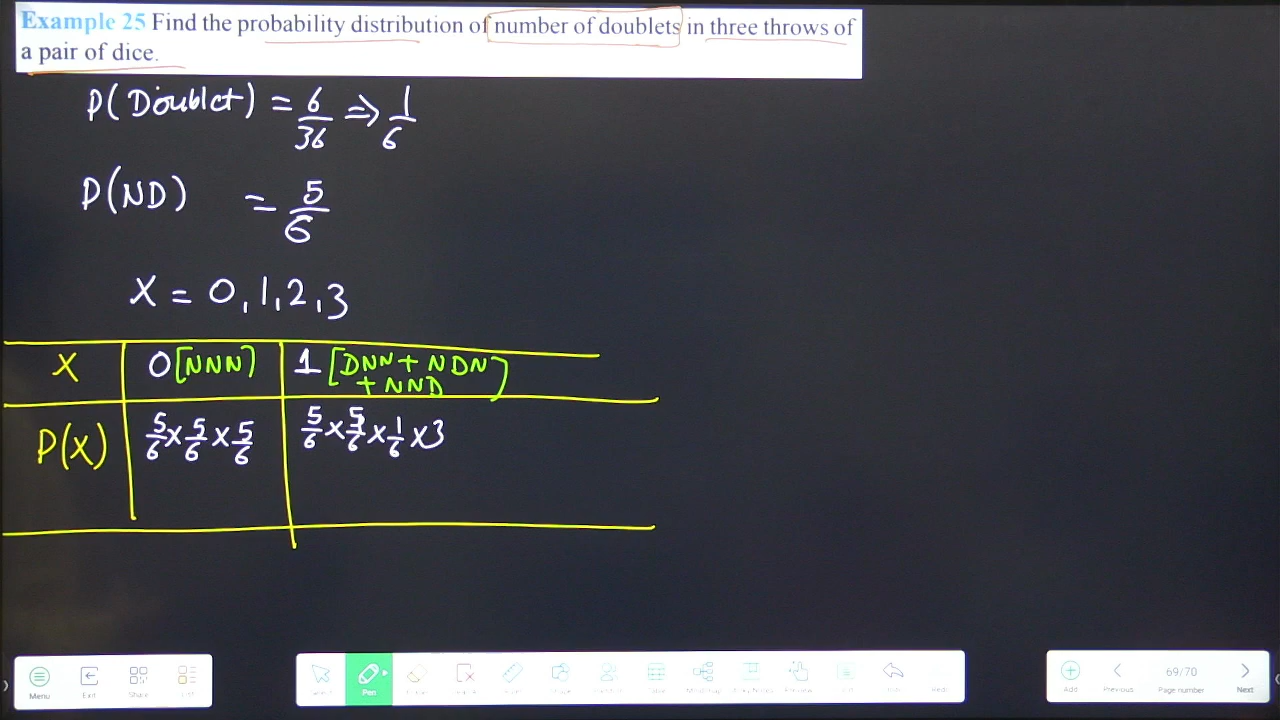 Example 25 Find the probability distribution of number of doublets in three throws of
a pair of dice.
P(Doublet) = 6/36 ⇒ 1/6
P(ND) = 5/6
X = 0, 1, 2, 3
X 0 [NNN] 1 [DNN + NDN
+ NND]
P(X) 5/6 × 5/6 × 5/6 5/6 × 5/6 × 1/6 × 3
Menu Exit Share Pen Add Previous 69/70 Page number Next